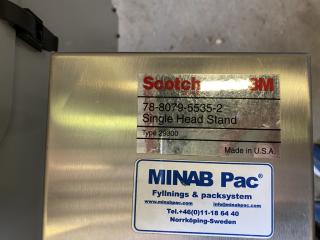 Scotch 3M
78-8079-5535-2
Single Head Stand
Type 29300
Made in U.S.A.
MINAB Pac®
Fyllnings & packsystem
www.minabpac.com info@minabpac.com
Tel.+46(0)11-18 64 40
Norrköping-Sweden